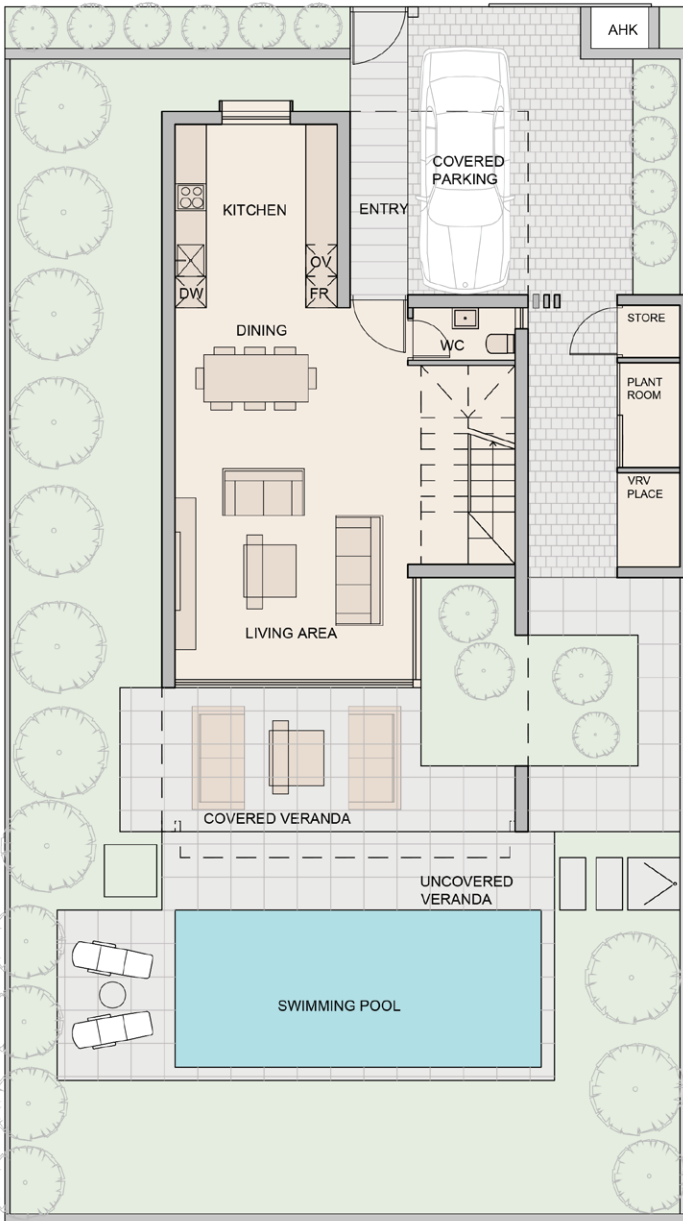 AHK
COVERED
PARKING
KITCHEN
ENTRY
OV
DW
FR
STORE
DINING
WC
PLANT
ROOM
VRV
PLACE
LIVING AREA
COVERED VERANDA
UNCOVERED
VERANDA
SWIMMING POOL